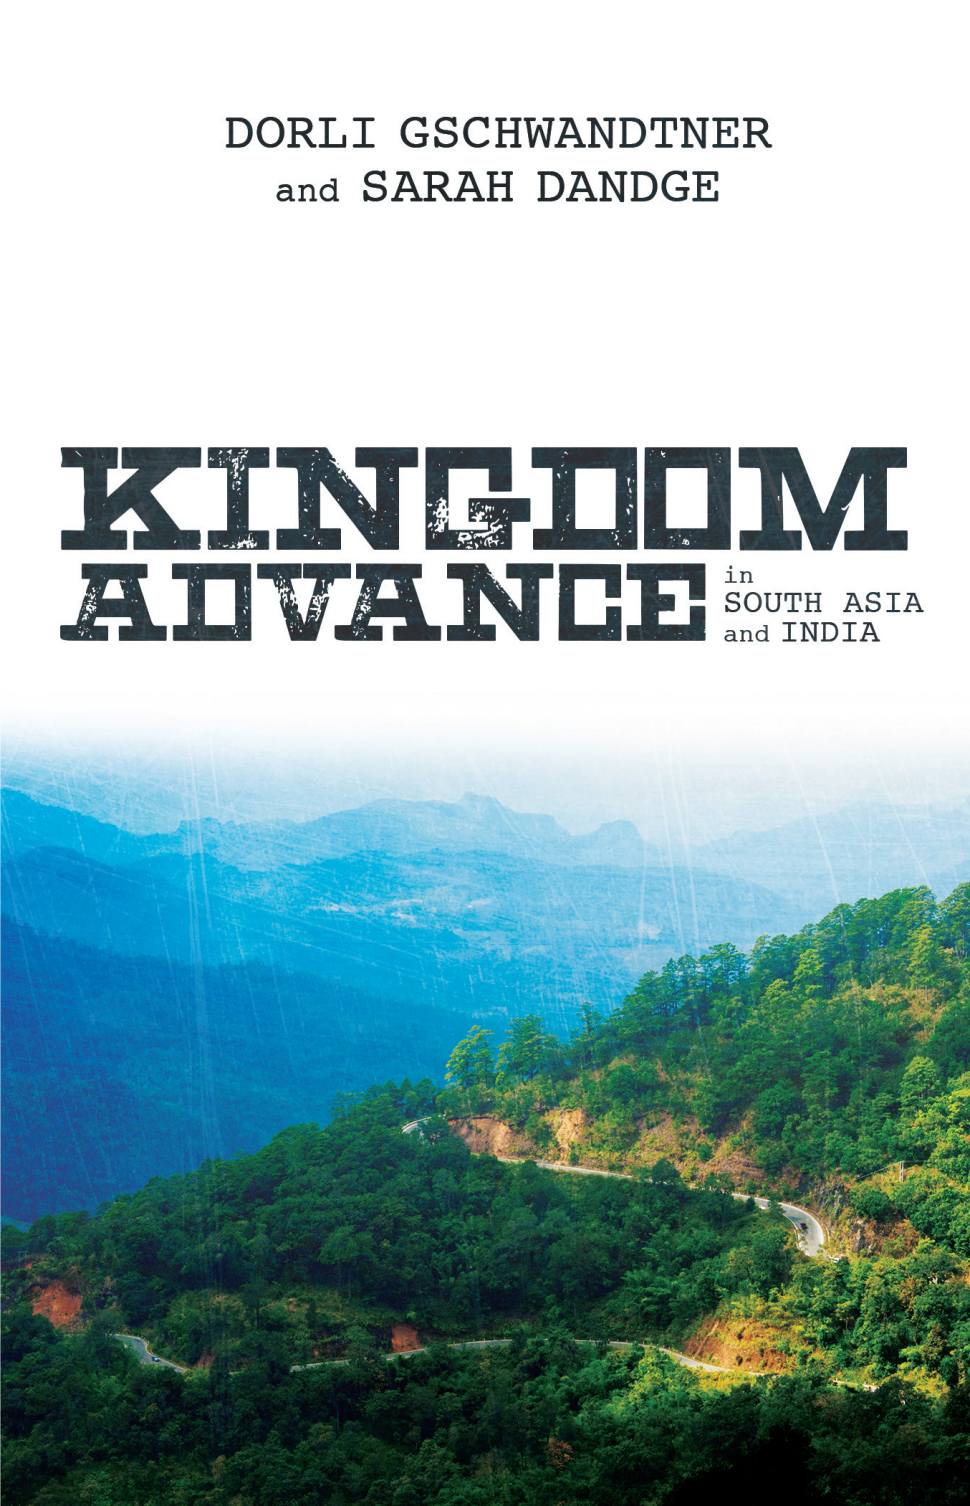 DORLI GSCHWANDTNER
and SARAH DANDGE
KINGDOM
ADVANCE
in
SOUTH ASIA
and INDIA